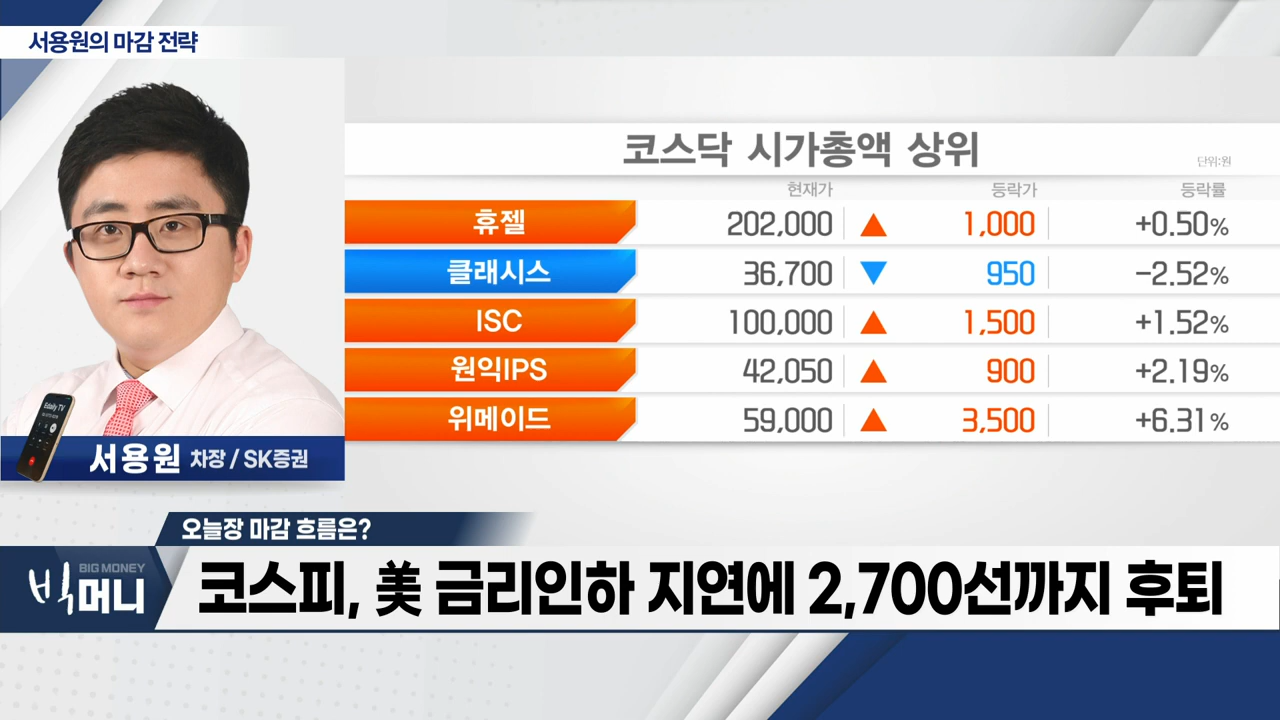 서용원의 마감 전략
코스닥 시가총액 상위
단위:원
현재가 등락가 등락률
휴젤 202,000 ▲ 1,000 +0.50%
클래시스 36,700 ▼ 950 -2.52%
ISC 100,000 ▲ 1,500 +1.52%
원익IPS 42,050 ▲ 900 +2.19%
위메이드 59,000 ▲ 3,500 +6.31%
Edaily TV
서용원 차장 / SK증권
오늘장 마감 흐름은?
BIG MONEY
빅머니
코스피, 美 금리인하 지연에 2,700선까지 후퇴